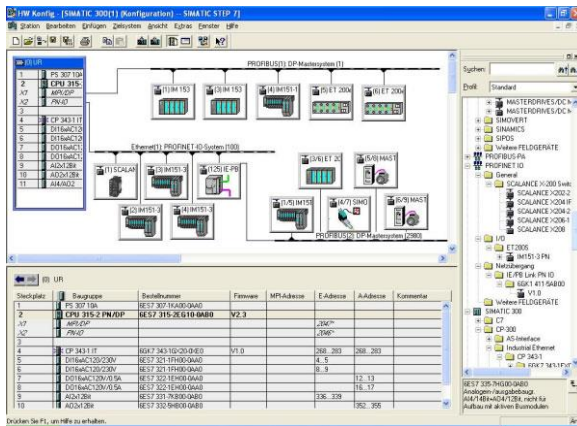 HW Konfig - [SIMATIC 300(1) (Konfiguration) -- SIMATIC STEP 7]
Station Bearbeiten Einfügen Zielsystem Ansicht Extras Fenster Hilfe
(0) UR
1 PS 307 10A
2 CPU 315-
X1 MPI/DP
X2 PN-IO
3
4 CP 343-1 IT
5 DI16xAC12
6 DI16xAC12
7 DO16xAC12
8 DO16xAC12
9 AI2x12Bit
10 AO2x12Bit
11 AI4/AO2
PROFIBUS(1) DP-Mastersystem (1)
(1) IM 153
(3) IM 153
(4) IM151-1
(5) ET 200
(6) ET 200
Ethernet(1) PROFINET-IO-System (100)
(1) SCALAN
(3) IM151-3
(125) IE-PB
(2) IM151-3
(4) IM151-3
(3/6) ET 20
(5/8) MAST
(1/5) IM151
(4/7) SIMO
(6/9) MAST
PROFIBUS(2) DP-Mastersystem (2980)
Suchen:
Profil: Standard
MASTERDRIVES/DC
MASTERDRIVES/DC
SIMOVERT
SINAMICS
SIPOS
Weitere FELDGERÄTE
PROFIBUS-PA
PROFINET IO
General
SCALANCE X-200 Switc
SCALANCE X202-2
SCALANCE X204 IF
SCALANCE X204-2
SCALANCE X206-1
SCALANCE X208
I/O
ET200S
IM151-3 PN
Netzübergang
IE/PB Link PN IO
6GK1 411-5AB00
V1.0
Weitere FELDGERÄTE
SIMATIC 300
C7
CP-300
AS-Interface
Industrial Ethernet
CP 343-1
(0) UR
Steckplatz Baugruppe Bestellnummer Firmware MPI-Adresse E-Adresse A-Adresse Kommentar
1 PS 307 10A 6ES7 307-1KA00-0AA0
2 CPU 315-2 PN/DP 6ES7 315-2EG10-0AB0 V2.3
X1 MPI/DP 2047*
X2 PN-IO 2046*
3
4 CP 343-1 IT V1.0 268...283 268...283
5 DI16xAC120/230V 6ES7 321-1FH00-0AA0 4...5
6 DI16xAC120/230V 6ES7 321-1FH00-0AA0 8...9
7 DO16xAC120V/0.5A 6ES7 322-1EH00-0AA0 12...13
8 DO16xAC120V/0.5A 6ES7 322-1EH00-0AA0 16...17
9 AI2x12Bit 6ES7 331-7KB00-0AB0 336...339
10 AO2x12Bit 6ES7 332-5HB00-0AB0 352...355
6ES7 335-7HG00-0AB0
Analogein-/ausgabebaugr.
AI4/14Bit+AO4/12Bit, nicht für
Aufbau mit aktiven Busmodulen
Drücken Sie F1, um Hilfe zu erhalten.